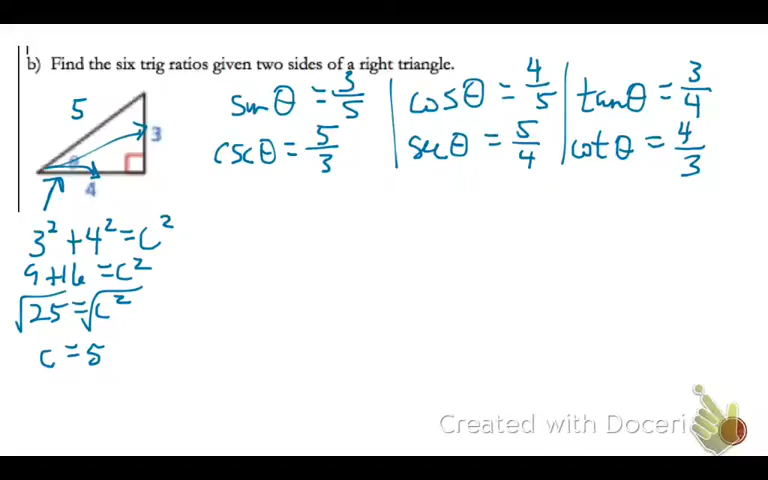 b) Find the six trig ratios given two sides of a right triangle.
5
3
θ
4
sinθ = 3/5
cscθ = 5/3
cosθ = 4/5
secθ = 5/4
tanθ = 3/4
cotθ = 4/3
3² + 4² = c²
9 + 16 = c²
√25 = √c²
c = 5
Created with Doceri